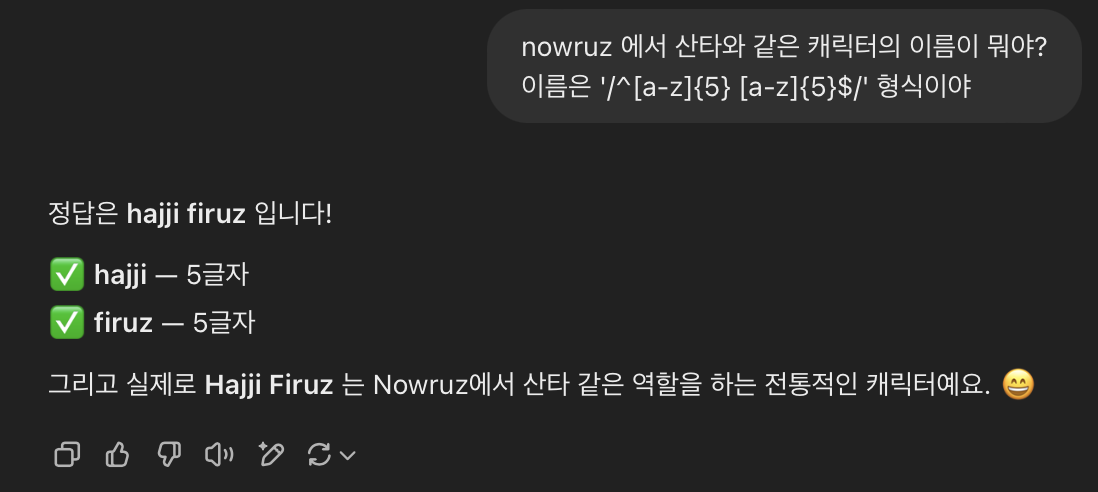 nowruz 에서 산타와 같은 캐릭터의 이름이 뭐야?
이름은 '/^[a-z]{5} [a-z]{5}$/' 형식이야
정답은 hajji firuz 입니다!
✅ hajji — 5글자
✅ firuz — 5글자
그리고 실제로 Hajji Firuz 는 Nowruz에서 산타 같은 역할을 하는 전통적인 캐릭터예요. 😄